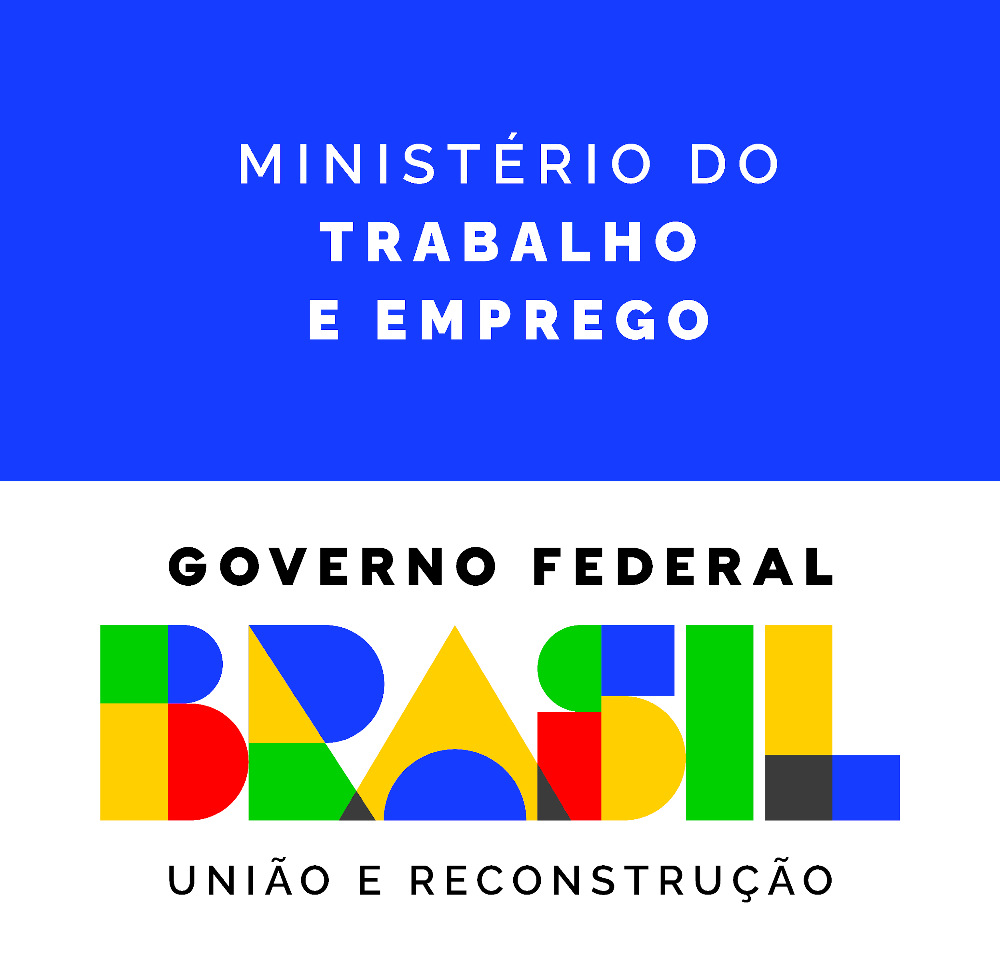 MINISTÉRIO DO
TRABALHO
E EMPREGO
GOVERNO FEDERAL
BRASIL
UNIÃO E RECONSTRUÇÃO